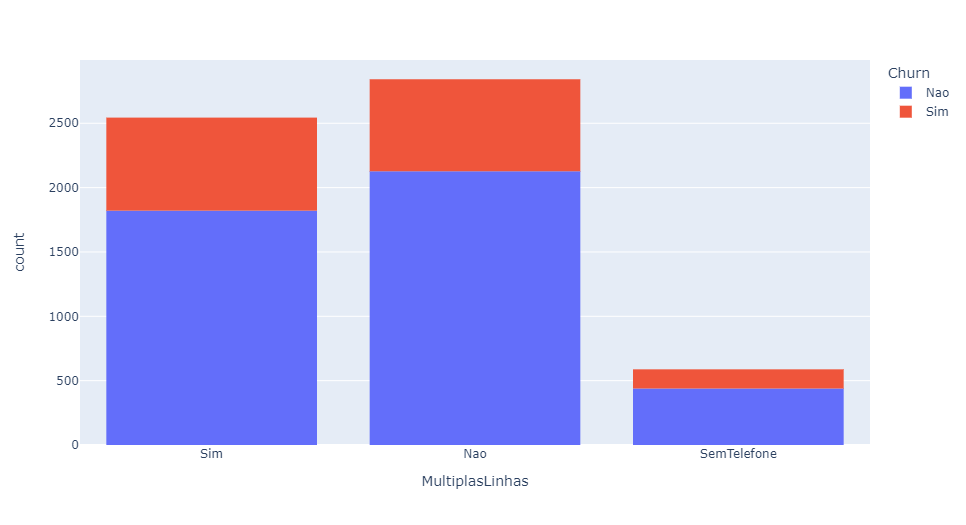 Churn
Nao
Sim
2500
2000
1500
1000
500
0
count
Sim
Nao
SemTelefone
MultiplasLinhas